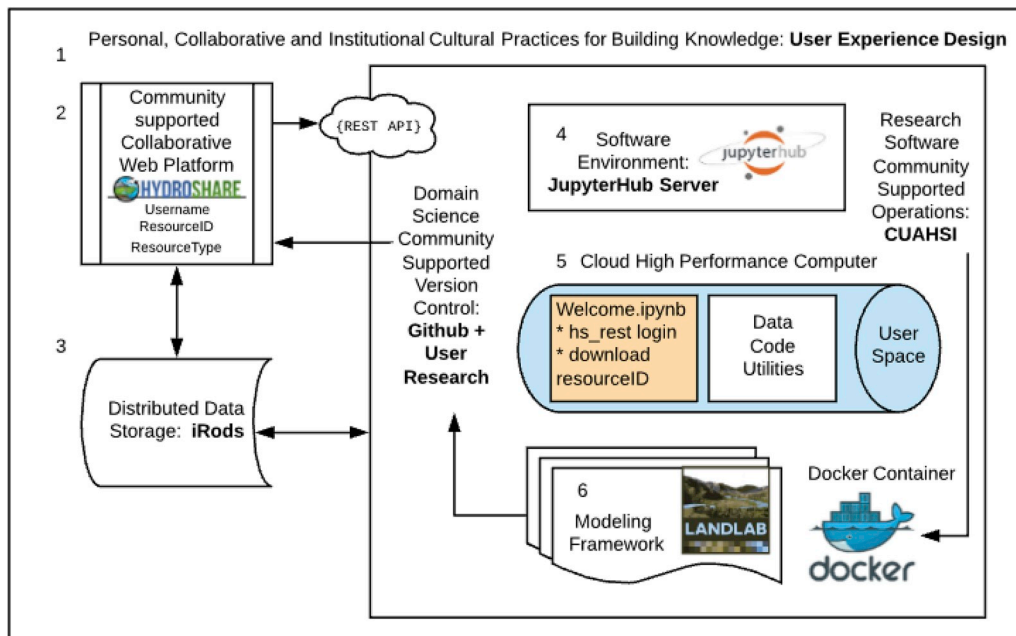 Personal, Collaborative and Institutional Cultural Practices for Building Knowledge: User Experience Design
1
2
Community
supported
Collaborative
Web Platform
HYDROSHARE
Username
ResourceID
ResourceType
{REST API}
3
Distributed Data
Storage: iRods
Domain
Science
Community
Supported
Version
Control:
Github +
User
Research
4
Software
Environment:
JupyterHub Server
jupyterhub
Research
Software
Community
Supported
Operations:
CUAHSI
5 Cloud High Performance Computer
Welcome.ipynb
* hs_rest login
* download
resourceID
Data
Code
Utilities
User
Space
6
Modeling
Framework
LANDLAB
Docker Container
docker